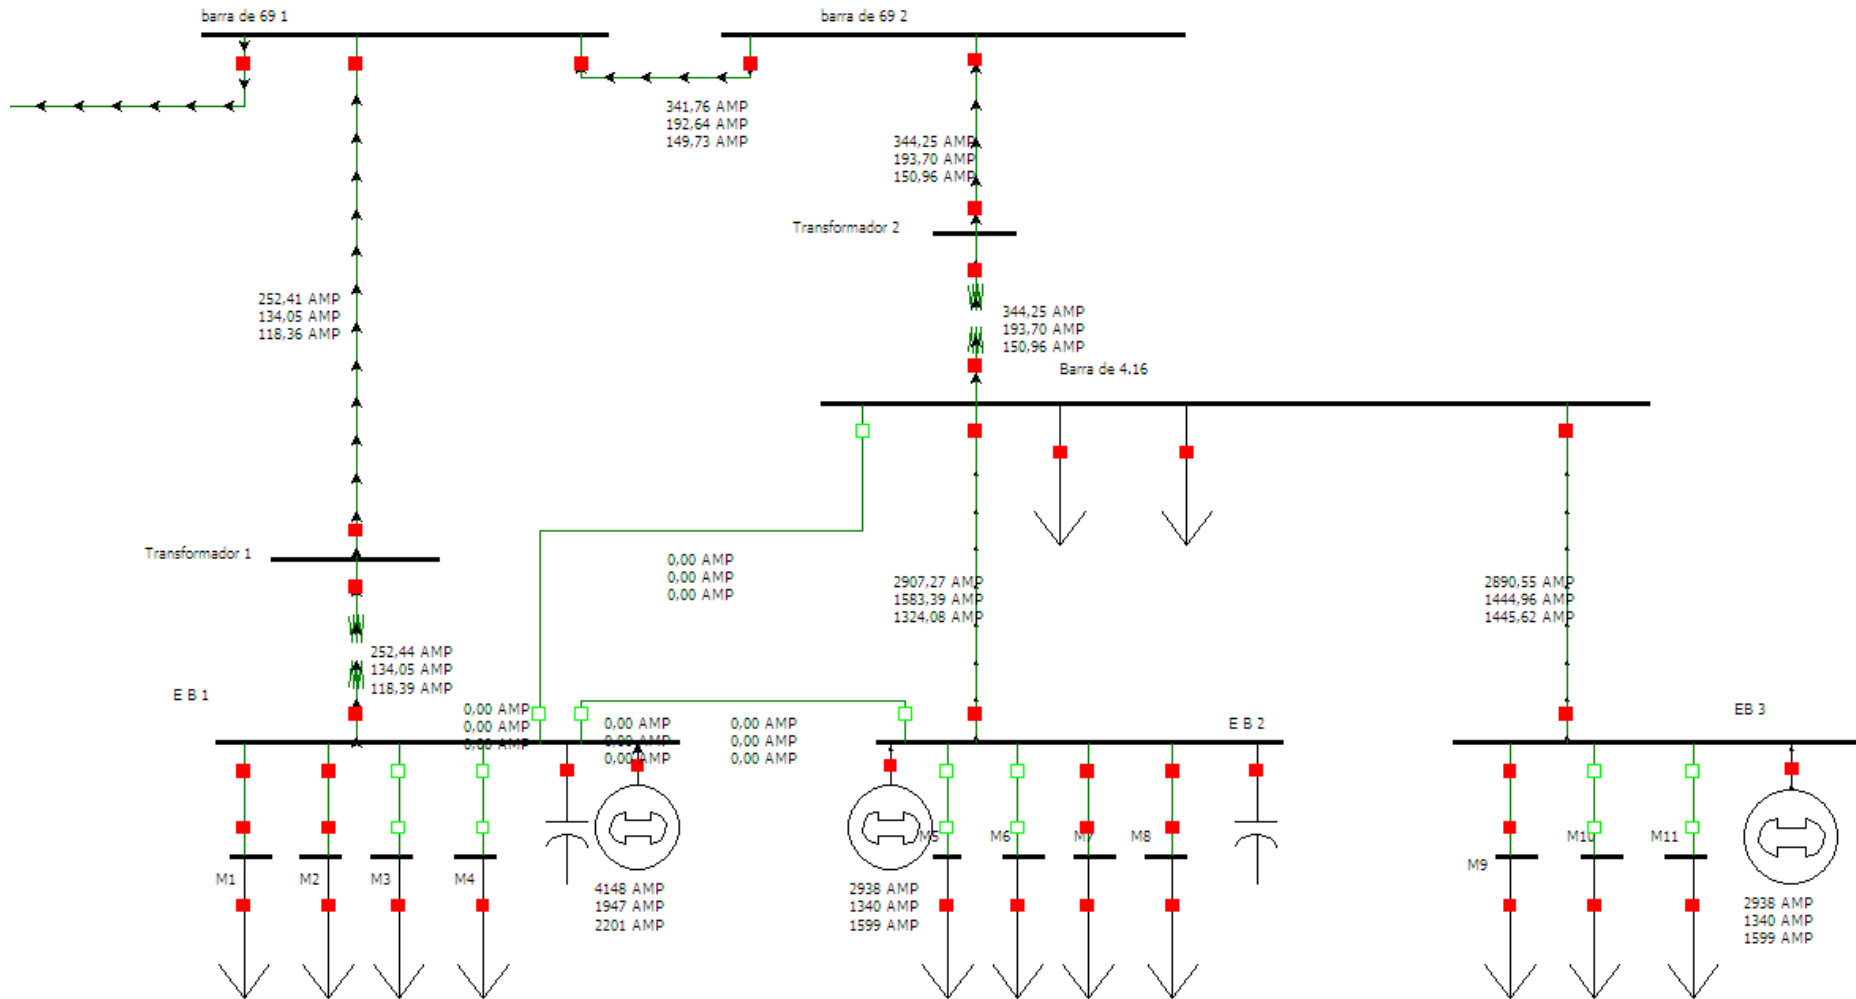 barra de 69 1
barra de 69 2
341,76 AMP
192,64 AMP
149,73 AMP
344,25 AMP
193,70 AMP
150,96 AMP
Transformador 2
252,41 AMP
134,05 AMP
118,36 AMP
344,25 AMP
193,70 AMP
150,96 AMP
Barra de 4.16
Transformador 1
0,00 AMP
0,00 AMP
0,00 AMP
2907,27 AMP
1583,39 AMP
1324,08 AMP
2890,55 AMP
1444,96 AMP
1445,62 AMP
252,44 AMP
134,05 AMP
118,39 AMP
E B 1
0,00 AMP
0,00 AMP
0,00 AMP
0,00 AMP
0,00 AMP
0,00 AMP
0,00 AMP
0,00 AMP
0,00 AMP
E B 2
EB 3
M1
M2
M3
M4
M5
M6
M7
M8
M9
M10
M11
4148 AMP
1947 AMP
2201 AMP
2938 AMP
1340 AMP
1599 AMP
2938 AMP
1340 AMP
1599 AMP